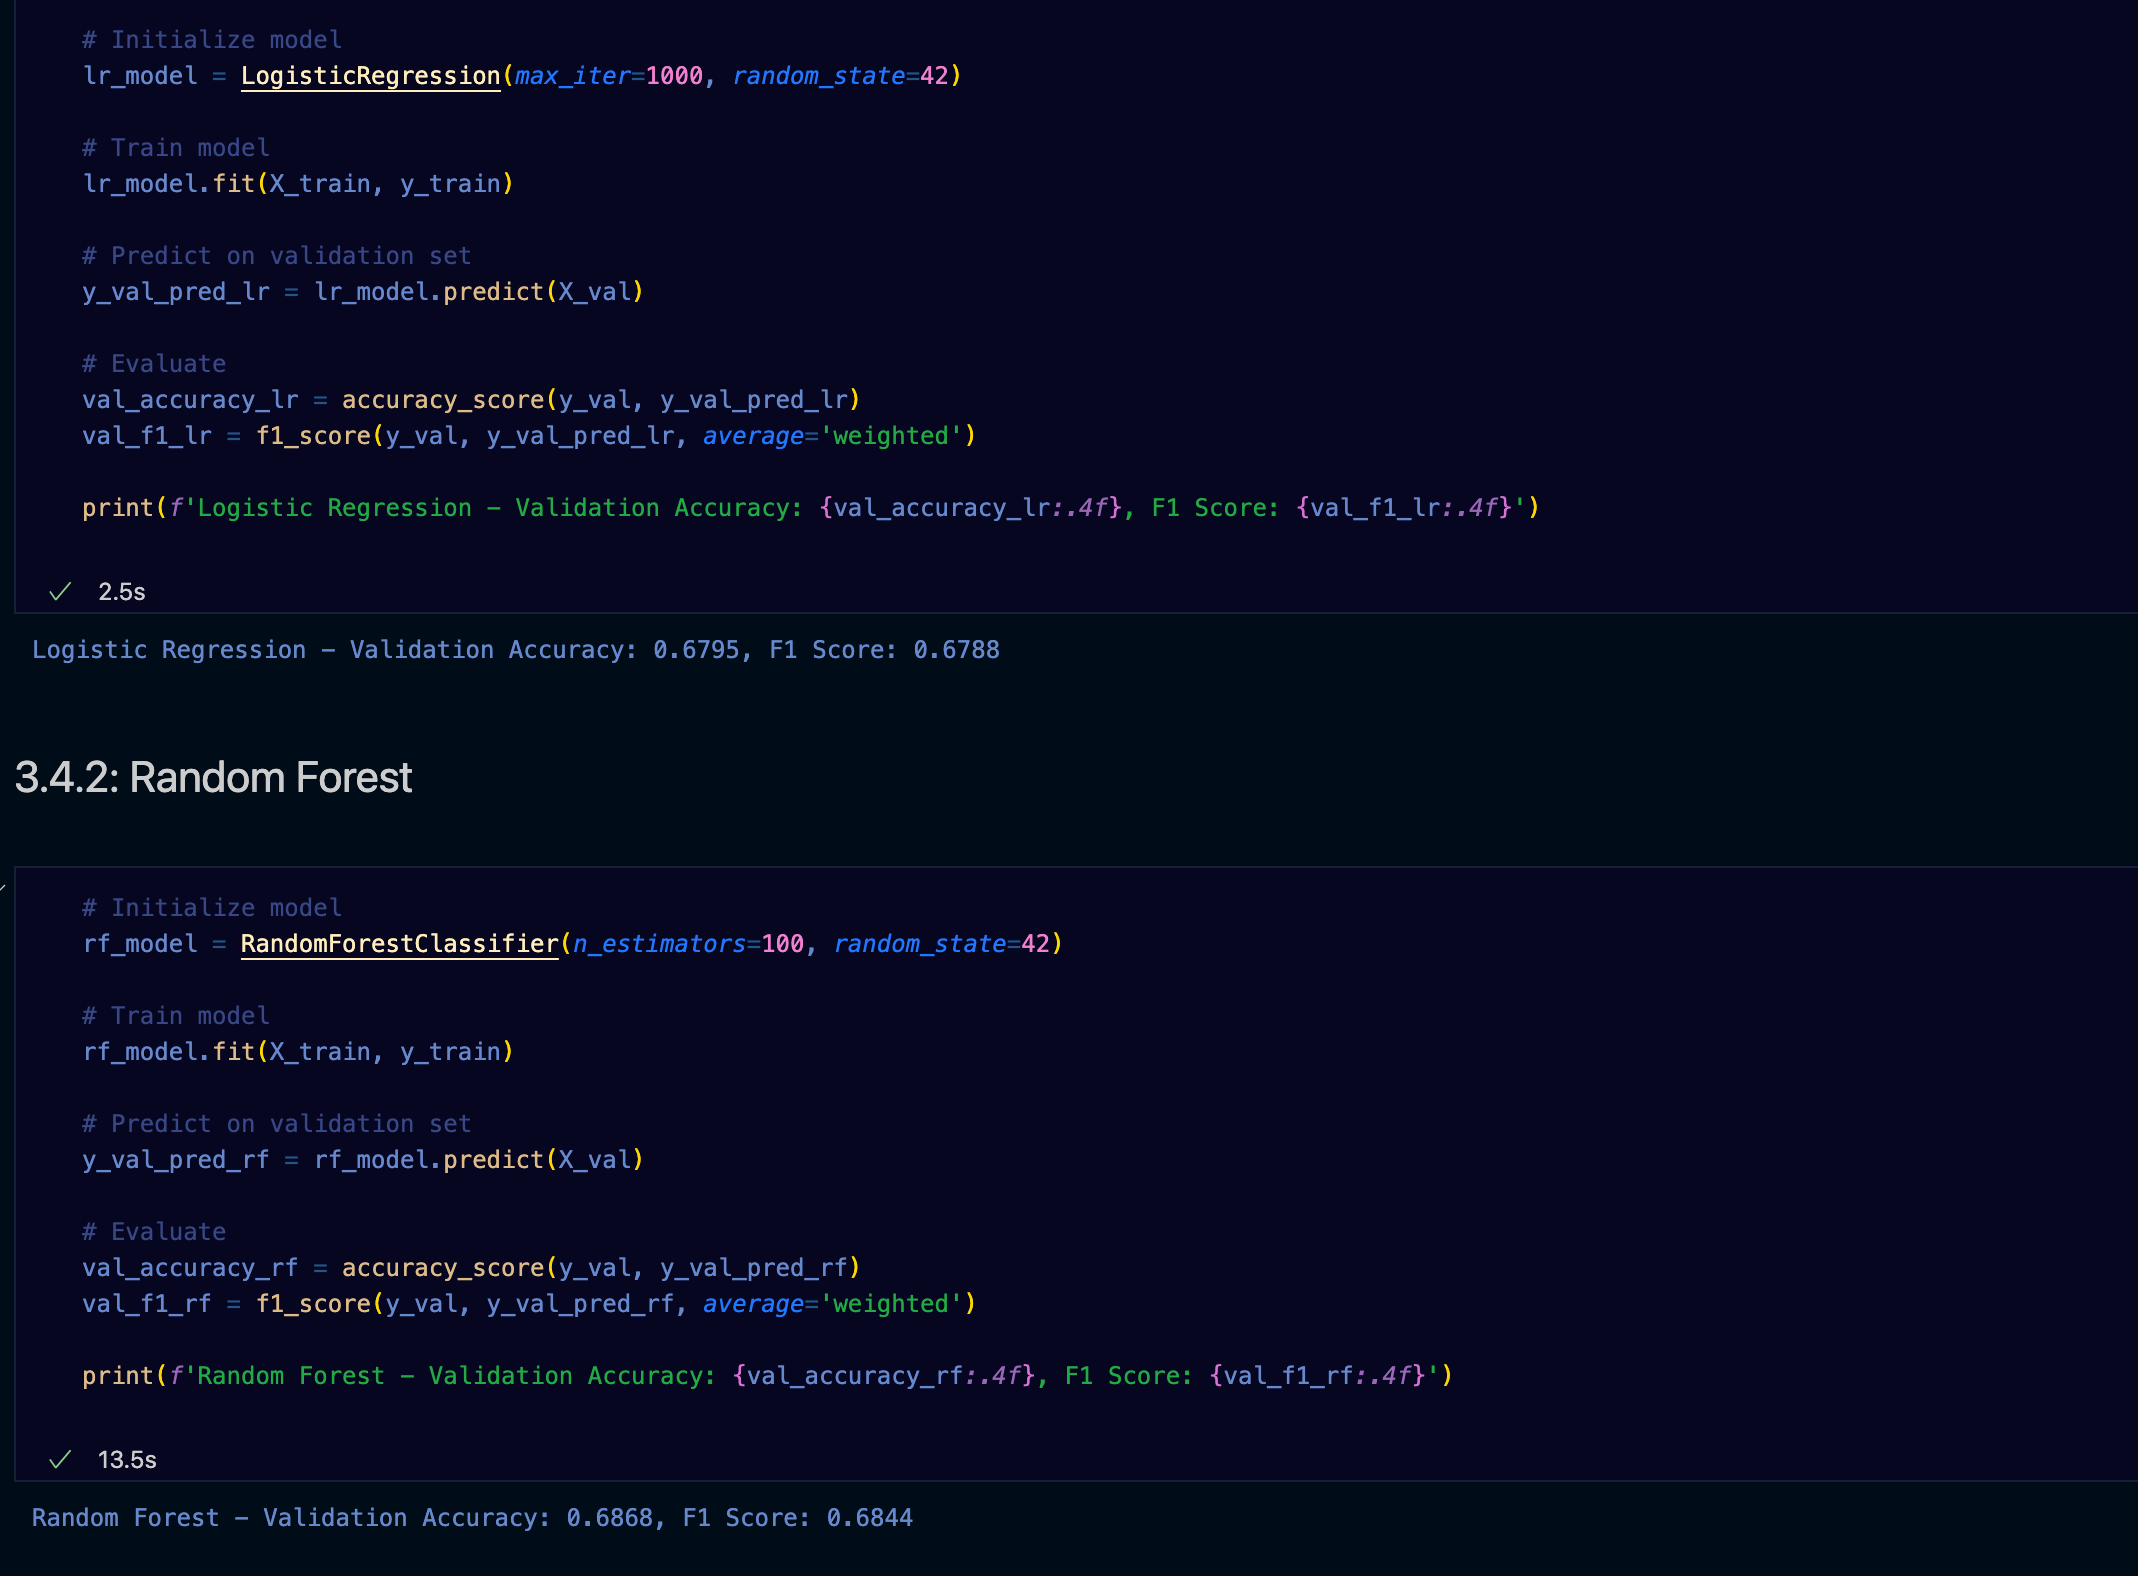 # Initialize model
lr_model = LogisticRegression(max_iter=1000, random_state=42)
# Train model
lr_model.fit(X_train, y_train)
# Predict on validation set
y_val_pred_lr = lr_model.predict(X_val)
# Evaluate
val_accuracy_lr = accuracy_score(y_val, y_val_pred_lr)
val_f1_lr = f1_score(y_val, y_val_pred_lr, average='weighted')
print(f'Logistic Regression – Validation Accuracy: {val_accuracy_lr:.4f}, F1 Score: {val_f1_lr:.4f}')
✓ 2.5s
Logistic Regression – Validation Accuracy: 0.6795, F1 Score: 0.6788
3.4.2: Random Forest
# Initialize model
rf_model = RandomForestClassifier(n_estimators=100, random_state=42)
# Train model
rf_model.fit(X_train, y_train)
# Predict on validation set
y_val_pred_rf = rf_model.predict(X_val)
# Evaluate
val_accuracy_rf = accuracy_score(y_val, y_val_pred_rf)
val_f1_rf = f1_score(y_val, y_val_pred_rf, average='weighted')
print(f'Random Forest – Validation Accuracy: {val_accuracy_rf:.4f}, F1 Score: {val_f1_rf:.4f}')
✓ 13.5s
Random Forest – Validation Accuracy: 0.6868, F1 Score: 0.6844